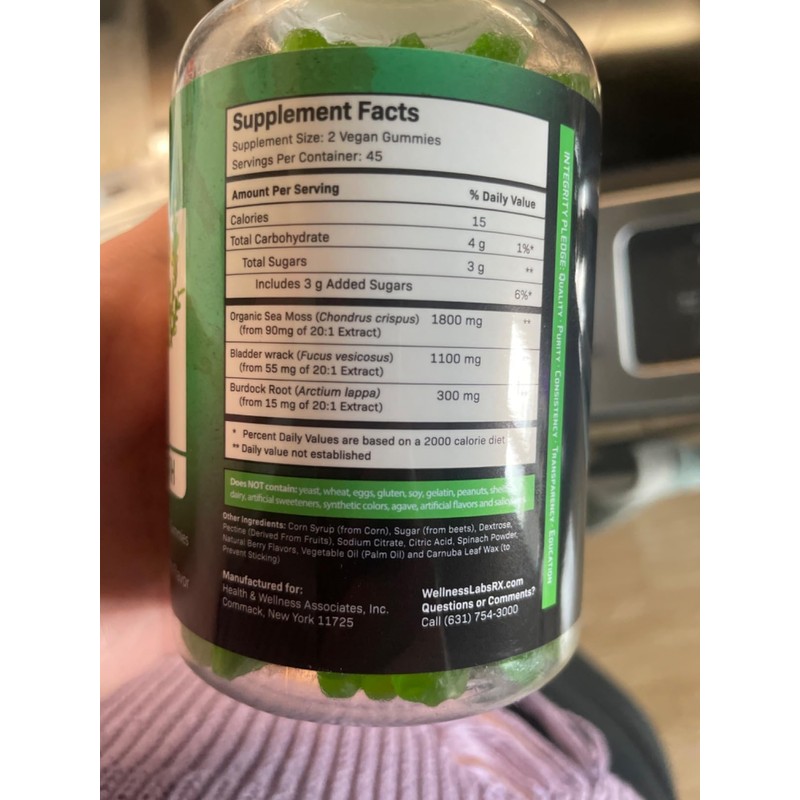 Supplement Facts
Supplement Size: 2 Vegan Gummies
Servings Per Container: 45
Amount Per Serving % Daily Value
Calories 15
Total Carbohydrate 4 g 1%*
Total Sugars 3 g **
Includes 3 g Added Sugars 6%*
Organic Sea Moss (Chondrus crispus) 1800 mg **
(from 90mg of 20:1 Extract)
Bladder wrack (Fucus vesicosus) 1100 mg
(from 55 mg of 20:1 Extract)
Burdock Root (Arctium lappa) 300 mg
(from 15 mg of 20:1 Extract)
* Percent Daily Values are based on a 2000 calorie diet
** Daily value not established
Does NOT contain: yeast, wheat, eggs, gluten, soy, gelatin, peanuts,
dairy, artificial sweeteners, synthetic colors, agave, artificial flavors and
Other Ingredients: Corn Syrup (from Corn), Sugar (from beets), Dextrose,
Pectine (Derived From Fruits), Sodium Citrate, Citric Acid, Spinach Powder,
Natural Berry Flavors, Vegetable Oil (Palm Oil) and Carnuba Leaf Wax (to
Prevent Sticking)
Manufactured for:
Health & Wellness Associates, Inc.
Commack, New York 11725
WellnessLabsRX.com
Questions or Comments?
Call (631) 754-3000
INTEGRITY PLEDGE: QUALITY · PURITY · CONSISTENCY · TRANSPARENCY · EDUCATION